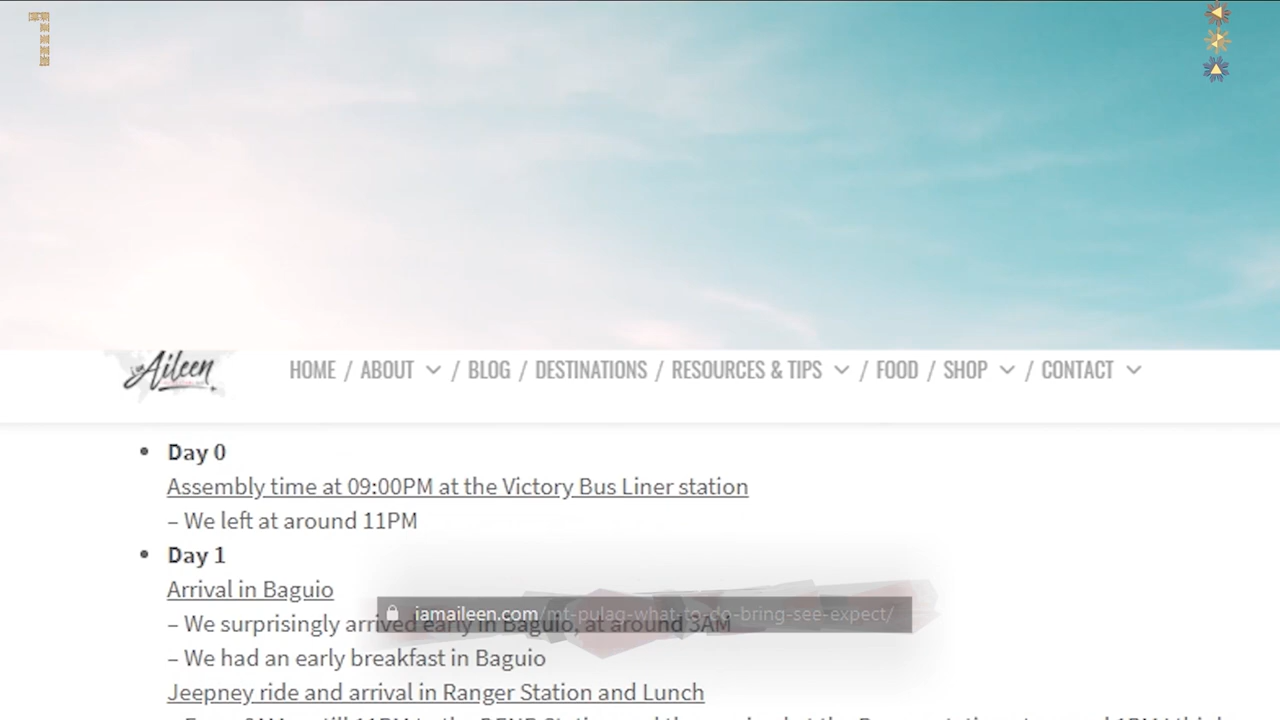 Aileen
HOME / ABOUT / BLOG / DESTINATIONS / RESOURCES & TIPS / FOOD / SHOP / CONTACT
• Day 0
Assembly time at 09:00PM at the Victory Bus Liner station
– We left at around 11PM
• Day 1
Arrival in Baguio
iamaileen.com/mt-pulag-what-to-do-bring-see-expect/
– We surprisingly arrived early in Baguio, at around 3AM
– We had an early breakfast in Baguio
Jeepney ride and arrival in Ranger Station and Lunch